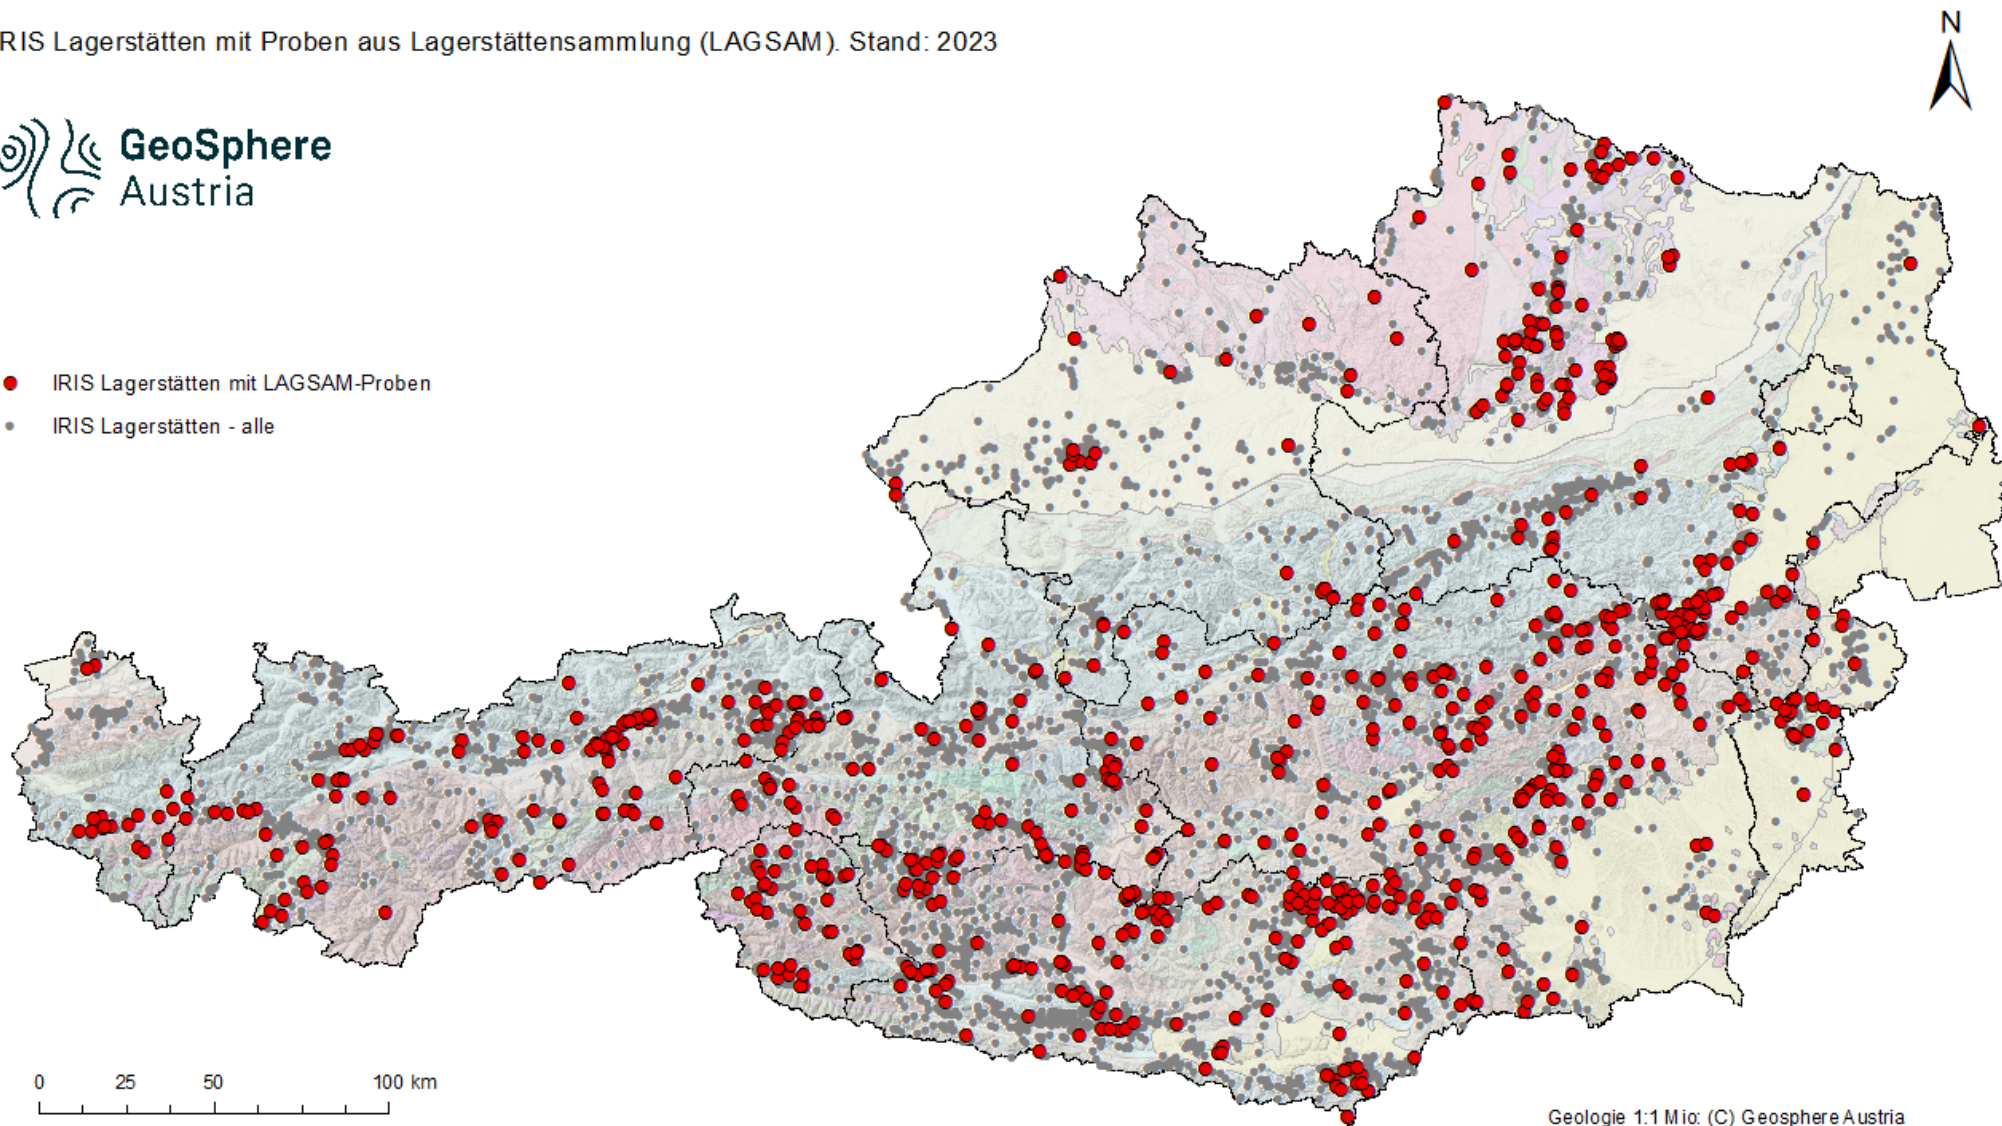 RIS Lagerstätten mit Proben aus Lagerstättensammlung (LAGSAM). Stand: 2023
N
GeoSphere
Austria
IRIS Lagerstätten mit LAGSAM-Proben
IRIS Lagerstätten - alle
0 25 50 100 km
Geologie 1:1 Mio: (C) Geosphere Austria